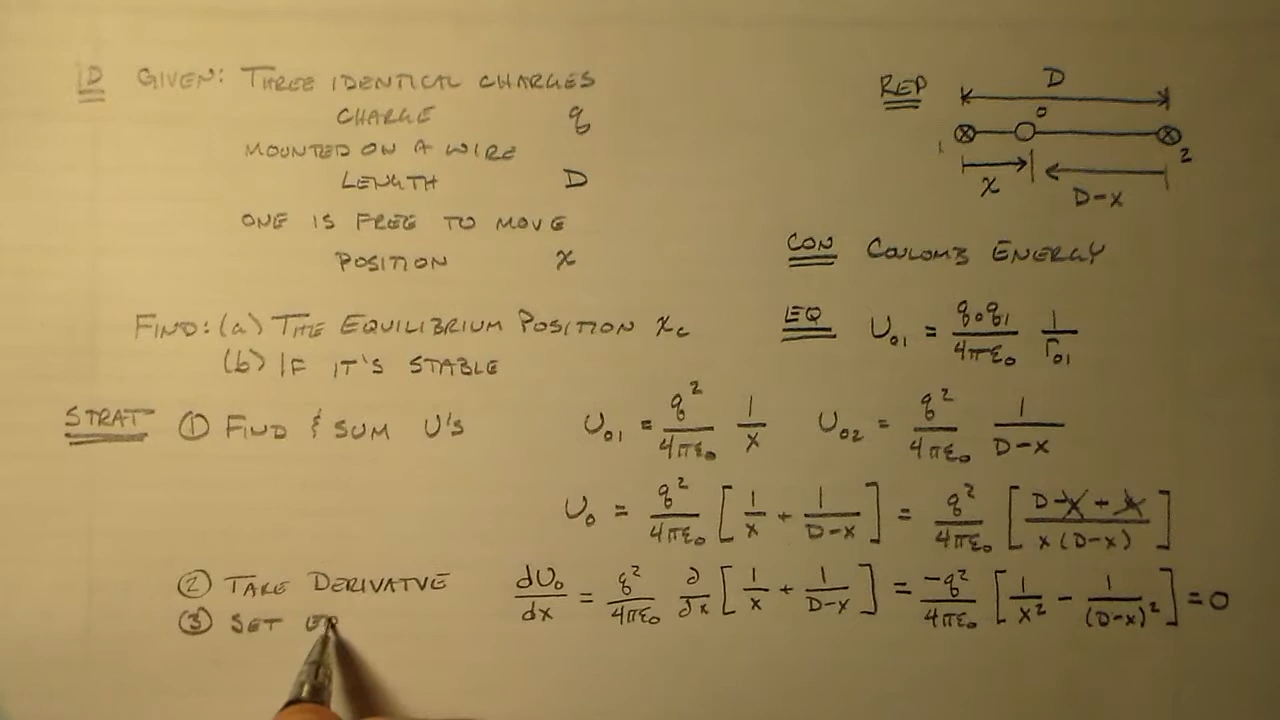 ID GIVEN: THREE IDENTICAL CHARGES
CHARGE q
MOUNTED ON A WIRE
LENGTH D
ONE IS FREE TO MOVE
POSITION x
FIND: (a) THE EQUILIBRIUM POSITION x_c
(b) IF IT'S STABLE
REP
D
0
1
2
x
D-x
CON COULOMB ENERGY
EQ U₀₁ = q₀q₁/4πε₀ 1/r₀₁
STRAT ① FIND & SUM U'S
U₀₁ = q²/4πε₀ 1/x U₀₂ = q²/4πε₀ 1/D-x
U₀ = q²/4πε₀ [1/x + 1/D-x] = q²/4πε₀ [D-x+x/x(D-x)]
② TAKE DERIVATVE dU₀/dx = q²/4πε₀ ∂/∂x [1/x + 1/D-x] = -q²/4πε₀ [1/x² - 1/(D-x)²] = 0
③ SET EQ